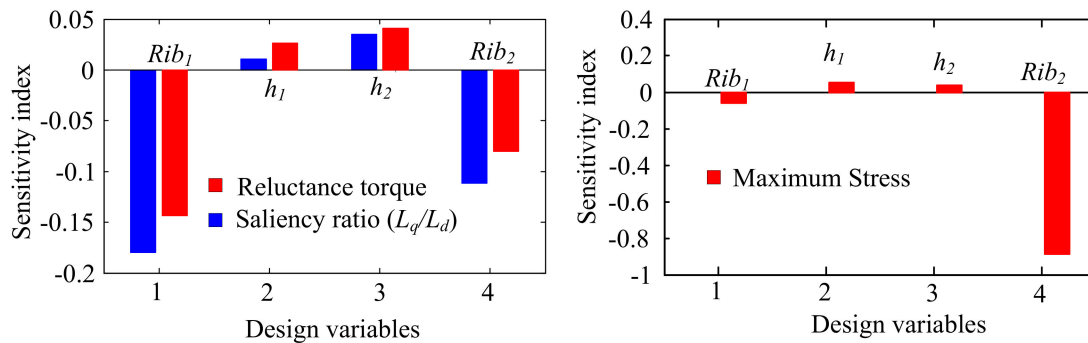 0.05
0
-0.05
-0.1
-0.15
-0.2
Sensitivity index
Rib1
h1
h2
Rib2
Reluctance torque
Saliency ratio (Lq/Ld)
1 2 3 4
Design variables
0.4
0.2
0
-0.2
-0.4
-0.6
-0.8
-1
Sensitivity index
Rib1
h1
h2
Rib2
Maximum Stress
1 2 3 4
Design variables